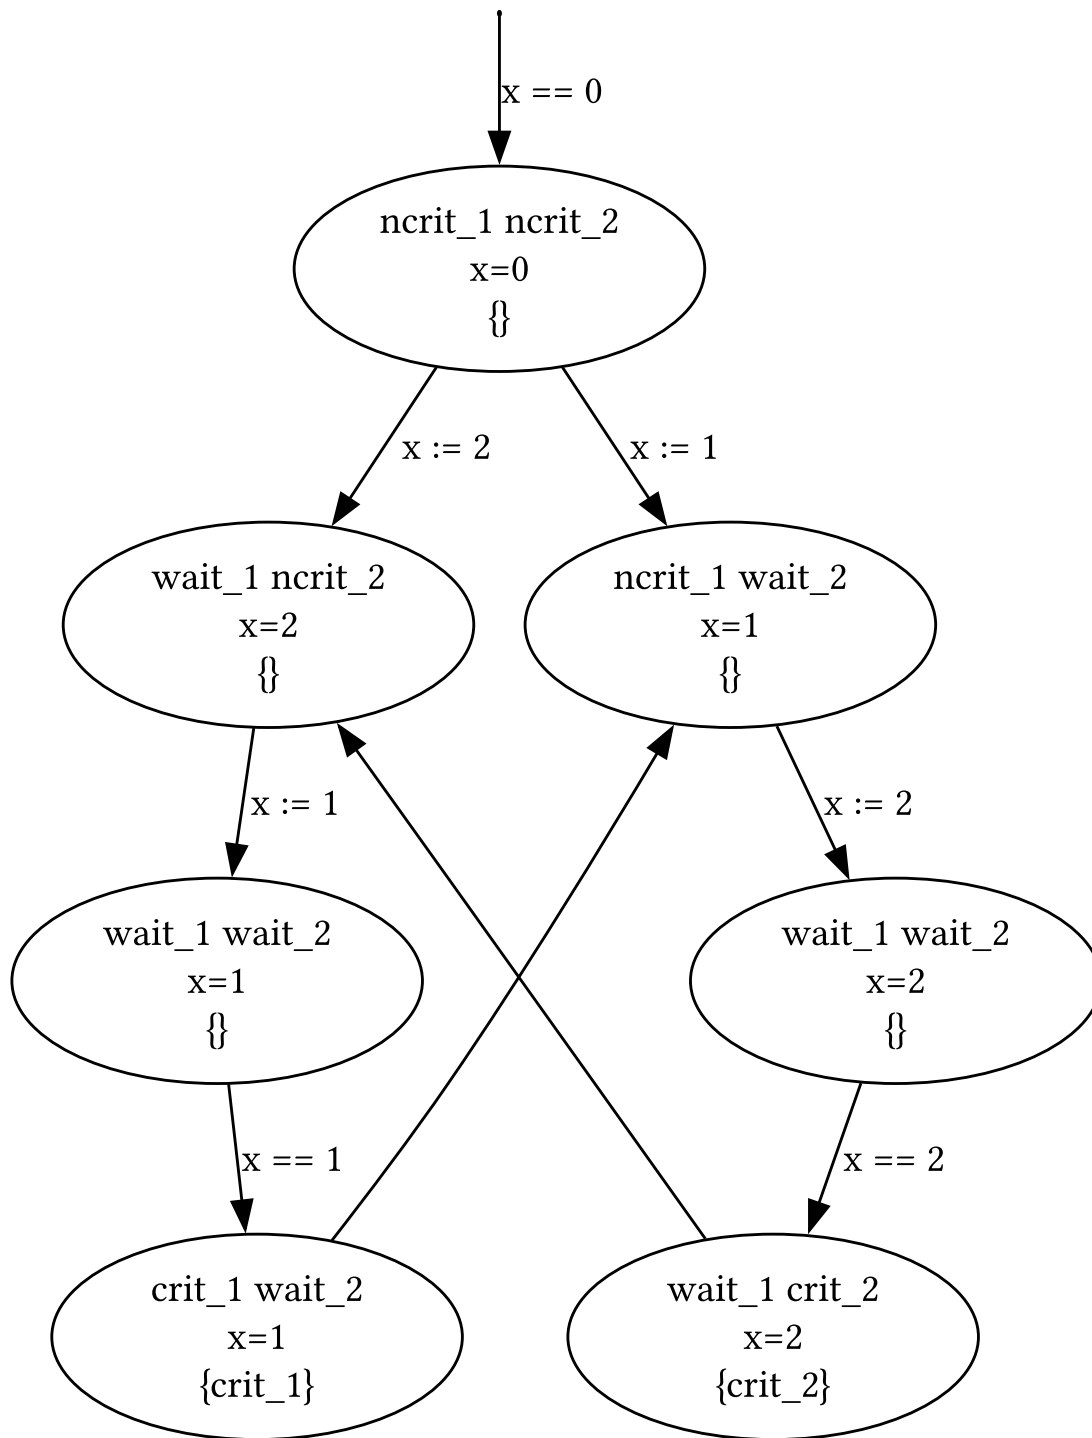 x == 0
ncrit_1 ncrit_2
x=0
{}
x := 2
x := 1
wait_1 ncrit_2
x=2
{}
ncrit_1 wait_2
x=1
{}
x := 1
x := 2
wait_1 wait_2
x=1
{}
wait_1 wait_2
x=2
{}
x == 1
x == 2
crit_1 wait_2
x=1
{crit_1}
wait_1 crit_2
x=2
{crit_2}